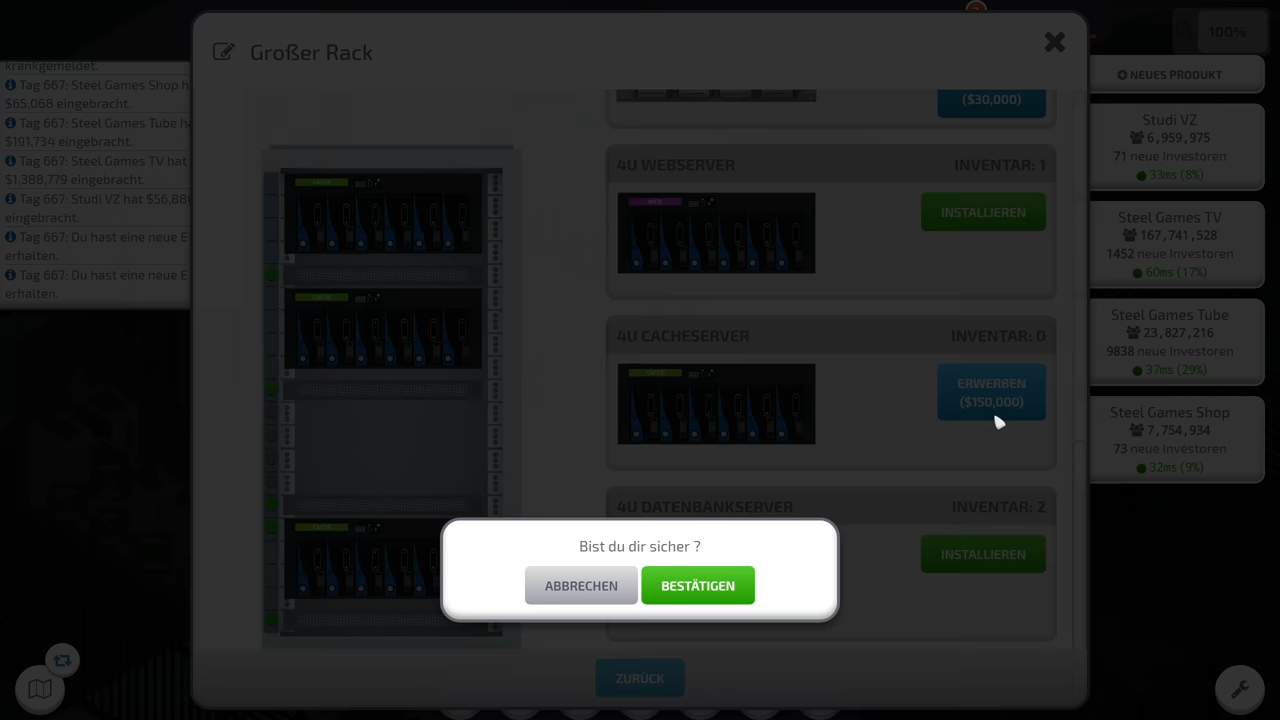 Großer Rack
100%
krankgemeldet.
Tag 667: Steel Games Shop h
$65,068 eingebracht.
Tag 667: Steel Games Tube ha
$191,734 eingebracht.
Tag 667: Steel Games TV hat
$1,388,779 eingebracht.
Tag 667: Studi VZ hat $56,88
eingebracht.
Tag 667: Du hast eine neue E
erhalten.
Tag 667: Du hast eine neue E
erhalten.
($30,000)
4U WEBSERVER
INVENTAR: 1
INSTALLIEREN
4U CACHESERVER
INVENTAR: 0
ERWERBEN
($150,000)
4U DATENBANKSERVER
INVENTAR: 2
INSTALLIEREN
Bist du dir sicher ?
ABBRECHEN
BESTÄTIGEN
ZURÜCK
NEUES PRODUKT
Studi VZ
6,959,975
71 neue Investoren
33ms (8%)
Steel Games TV
167,741,528
1452 neue Investoren
60ms (17%)
Steel Games Tube
23,827,216
9838 neue Investoren
37ms (29%)
Steel Games Shop
7,754,934
73 neue Investoren
32ms (9%)